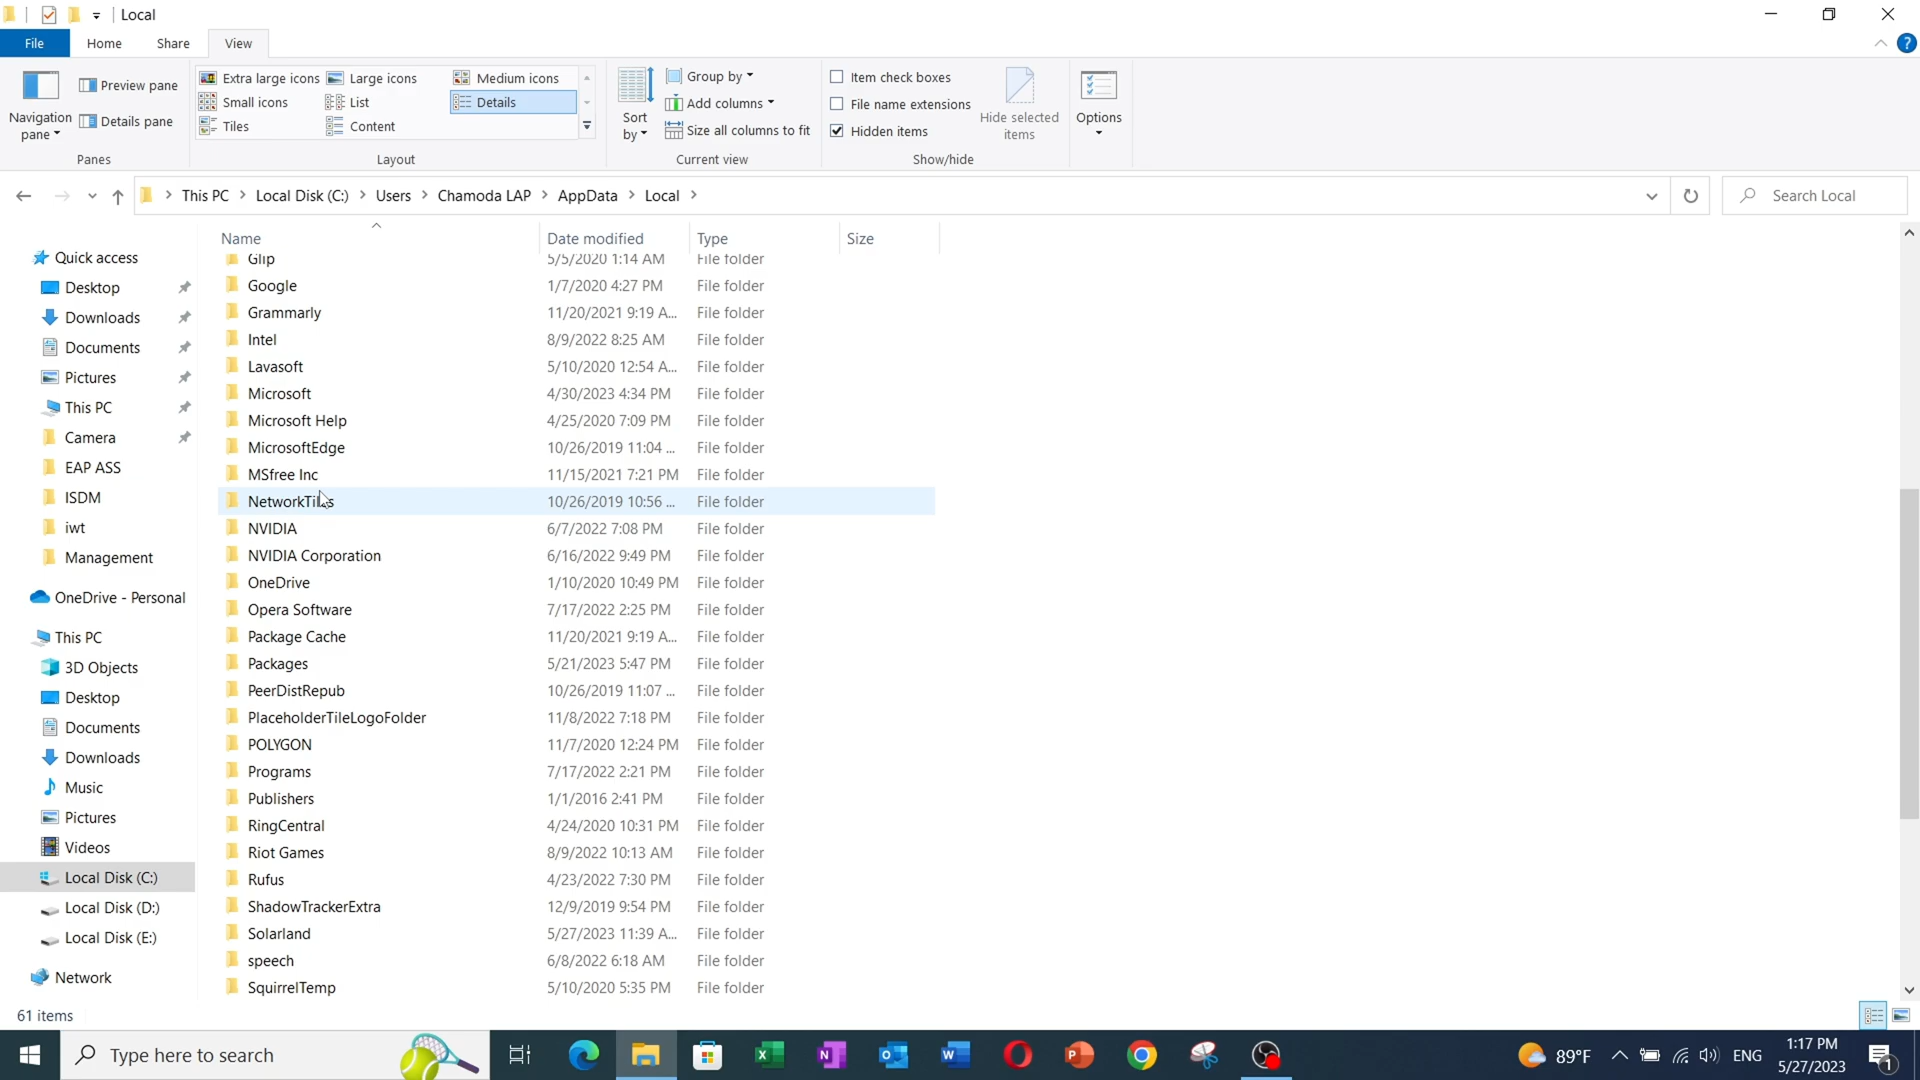 Local
File
Home
Share
View
Navigation pane
Preview pane
Details pane
Panes
Extra large icons
Large icons
Medium icons
Small icons
List
Details
Tiles
Content
Layout
Sort by
Group by
Add columns
Size all columns to fit
Current view
Item check boxes
File name extensions
Hidden items
Hide selected items
Show/hide
Options
This PC > Local Disk (C:) > Users > Chamoda LAP > AppData > Local >
Search Local
Quick access
Desktop
Downloads
Documents
Pictures
This PC
Camera
EAP ASS
ISDM
iwt
Management
OneDrive - Personal
This PC
3D Objects
Desktop
Documents
Downloads
Music
Pictures
Videos
Local Disk (C:)
Local Disk (D:)
Local Disk (E:)
Network
Name Date modified Type Size
Glip 5/5/2020 1:14 AM File folder
Google 1/7/2020 4:27 PM File folder
Grammarly 11/20/2021 9:19 A... File folder
Intel 8/9/2022 8:25 AM File folder
Lavasoft 5/10/2020 12:54 A... File folder
Microsoft 4/30/2023 4:34 PM File folder
Microsoft Help 4/25/2020 7:09 PM File folder
MicrosoftEdge 10/26/2019 11:04 ... File folder
MSfree Inc 11/15/2021 7:21 PM File folder
NetworkTiles 10/26/2019 10:56 ... File folder
NVIDIA 6/7/2022 7:08 PM File folder
NVIDIA Corporation 6/16/2022 9:49 PM File folder
OneDrive 1/10/2020 10:49 PM File folder
Opera Software 7/17/2022 2:25 PM File folder
Package Cache 11/20/2021 9:19 A... File folder
Packages 5/21/2023 5:47 PM File folder
PeerDistRepub 10/26/2019 11:07 ... File folder
PlaceholderTileLogoFolder 11/8/2022 7:18 PM File folder
POLYGON 11/7/2020 12:24 PM File folder
Programs 7/17/2022 2:21 PM File folder
Publishers 1/1/2016 2:41 PM File folder
RingCentral 4/24/2020 10:31 PM File folder
Riot Games 8/9/2022 10:13 AM File folder
Rufus 4/23/2022 7:30 PM File folder
ShadowTrackerExtra 12/9/2019 9:54 PM File folder
Solarland 5/27/2023 11:39 A... File folder
speech 6/8/2022 6:18 AM File folder
SquirrelTemp 5/10/2020 5:35 PM File folder
61 items
Type here to search
89°F
ENG
1:17 PM
5/27/2023
1